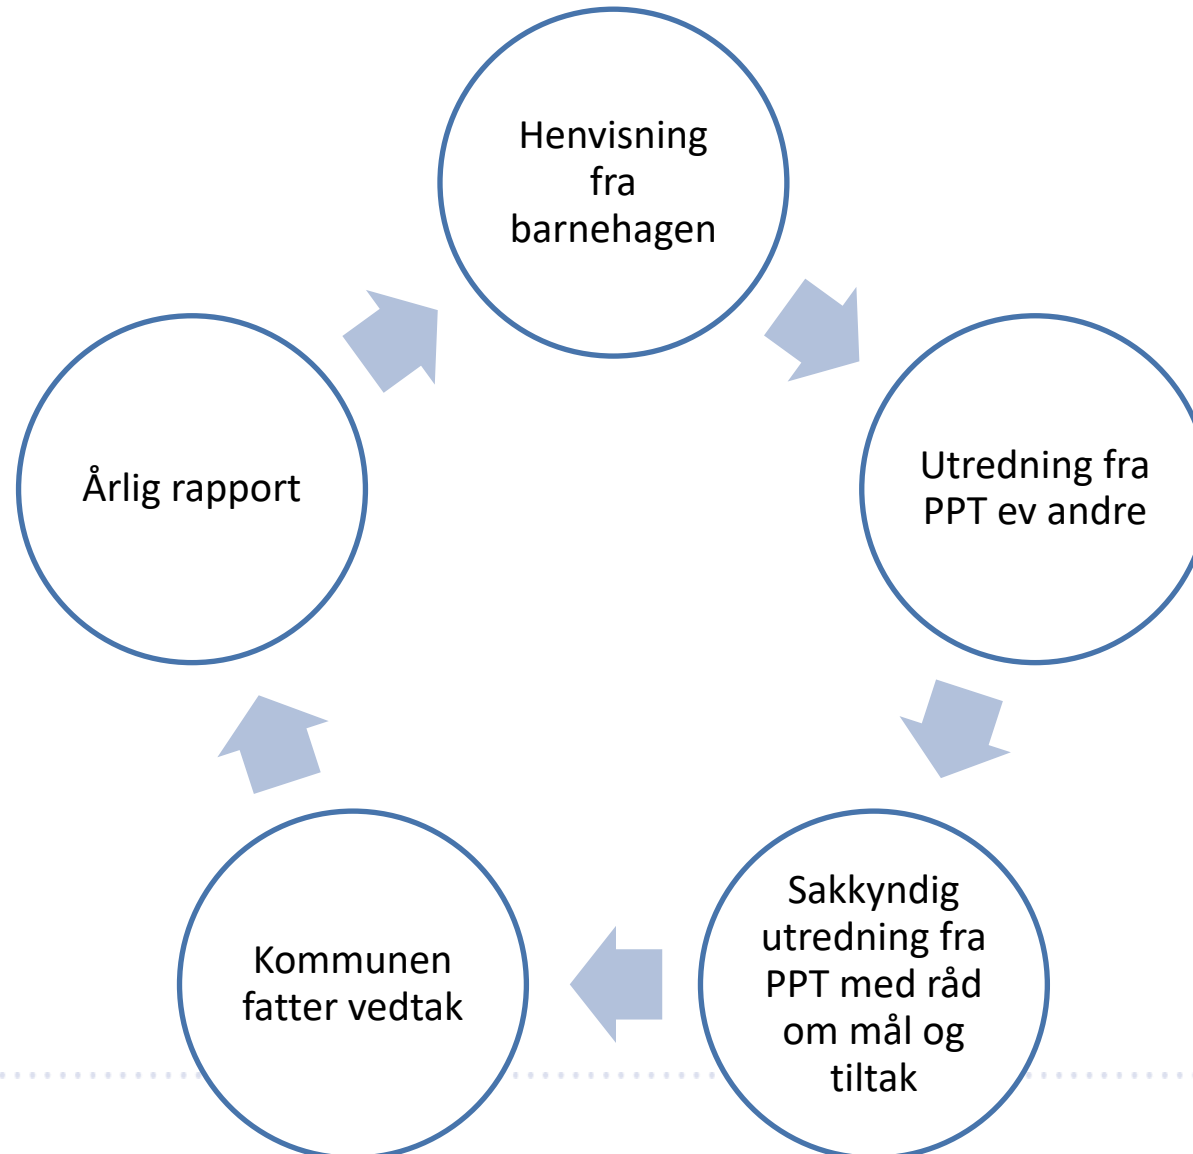 Henvisning
fra
barnehagen
Utredning fra
PPT ev andre
Sakkyndig
utredning fra
PPT med råd
om mål og
tiltak
Kommunen
fatter vedtak
Årlig rapport